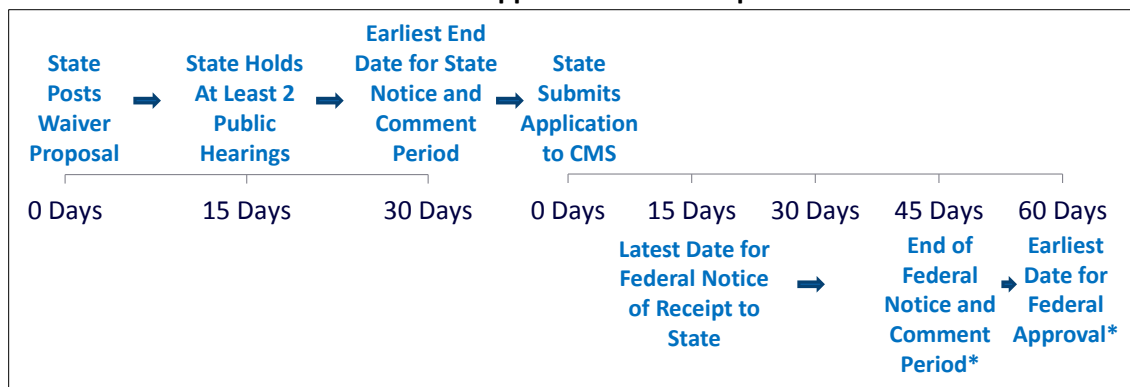 State
Posts
Waiver
Proposal
State Holds
At Least 2
Public
Hearings
Earliest End
Date for State
Notice and
Comment
Period
State
Submits
Application
to CMS
0 Days
15 Days
30 Days
0 Days
15 Days
30 Days
45 Days
60 Days
Latest Date for
Federal Notice
of Receipt to
State
End of
Federal
Notice and
Comment
Period*
Earliest
Date for
Federal
Approval*